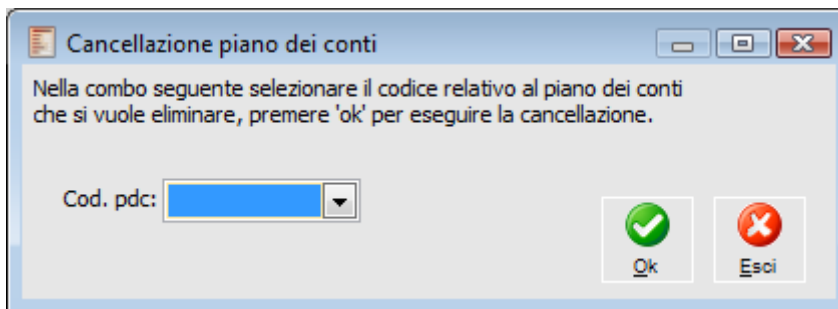 Cancellazione piano dei conti
Nella combo seguente selezionare il codice relativo al piano dei conti
che si vuole eliminare, premere 'ok' per eseguire la cancellazione.
Cod. pdc:
Ok
Esci